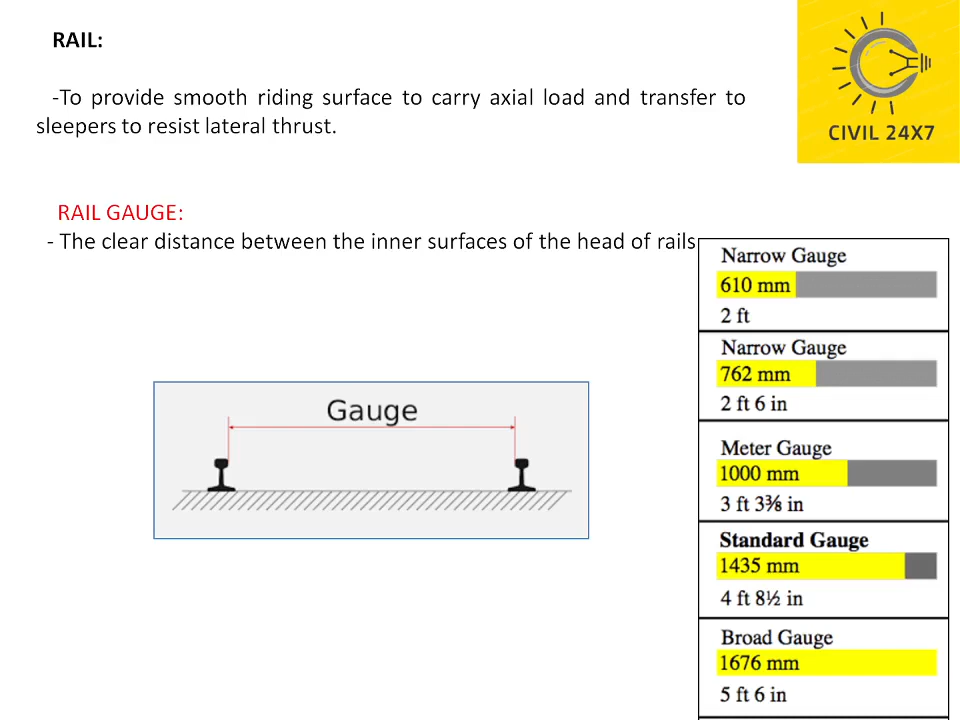 RAIL:
-To provide smooth riding surface to carry axial load and transfer to
sleepers to resist lateral thrust.
CIVIL 24X7
RAIL GAUGE:
- The clear distance between the inner surfaces of the head of rails
Gauge
Narrow Gauge
610 mm
2 ft
Narrow Gauge
762 mm
2 ft 6 in
Meter Gauge
1000 mm
3 ft 3⅜ in
Standard Gauge
1435 mm
4 ft 8½ in
Broad Gauge
1676 mm
5 ft 6 in